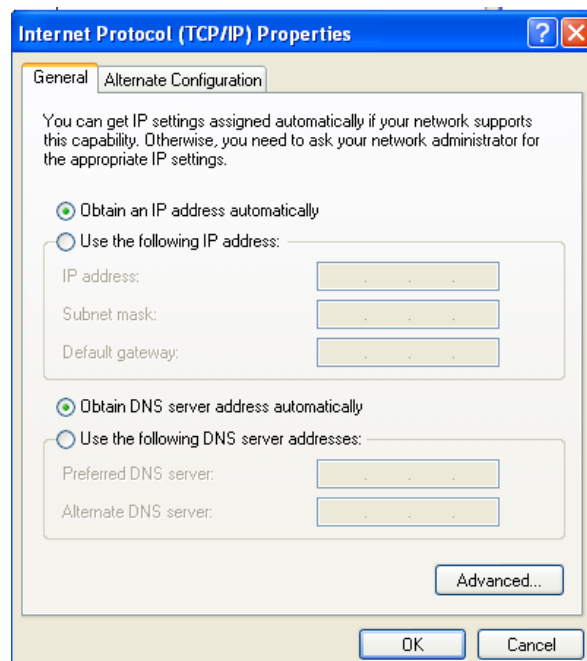 Internet Protocol (TCP/IP) Properties
General
Alternate Configuration
You can get IP settings assigned automatically if your network supports
this capability. Otherwise, you need to ask your network administrator for
the appropriate IP settings.
Obtain an IP address automatically
Use the following IP address:
IP address:
Subnet mask:
Default gateway:
Obtain DNS server address automatically
Use the following DNS server addresses:
Preferred DNS server:
Alternate DNS server:
Advanced...
OK
Cancel